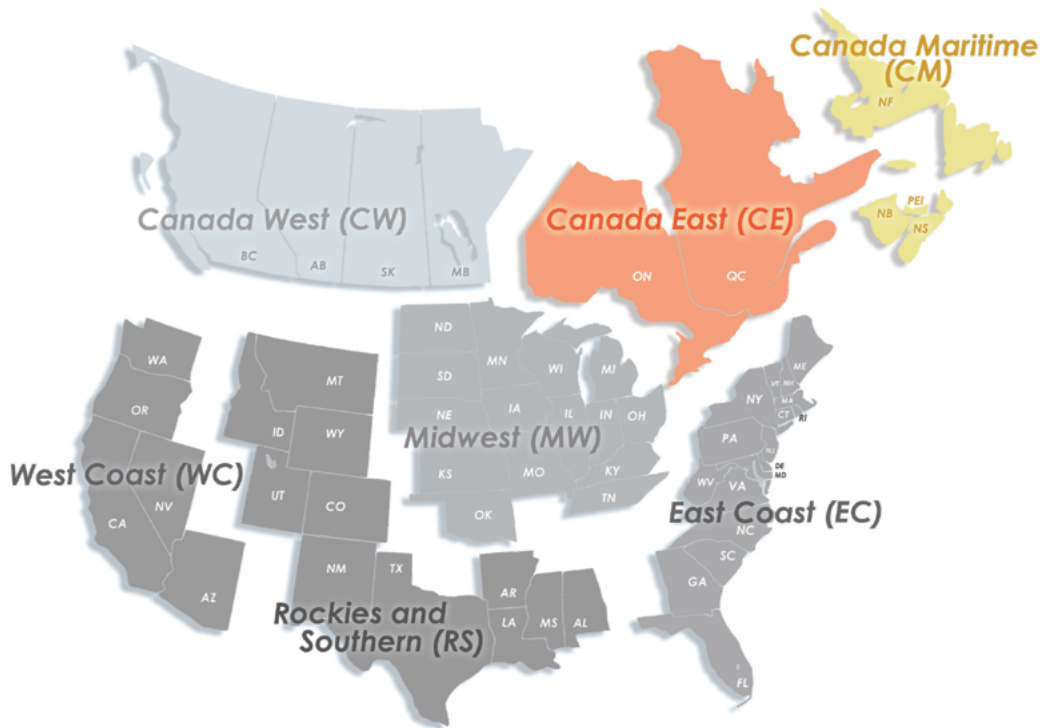 Canada Maritime
(CM)
NF
Canada West (CW)
Canada East (CE)
PEI
NB
NS
BC
AB
SK
MB
ON
QC
WA
OR
CA
NV
AZ
West Coast (WC)
MT
ID
WY
UT
CO
NM
TX
AR
LA
MS
AL
Rockies and
Southern (RS)
ND
MN
SD
WI
MI
NE
IA
IL
IN
OH
Midwest (MW)
KS
MO
KY
TN
OK
ME
VT
NH
NY
MA
CT
RI
PA
NJ
DE
MD
WV
VA
East Coast (EC)
NC
SC
GA
FL